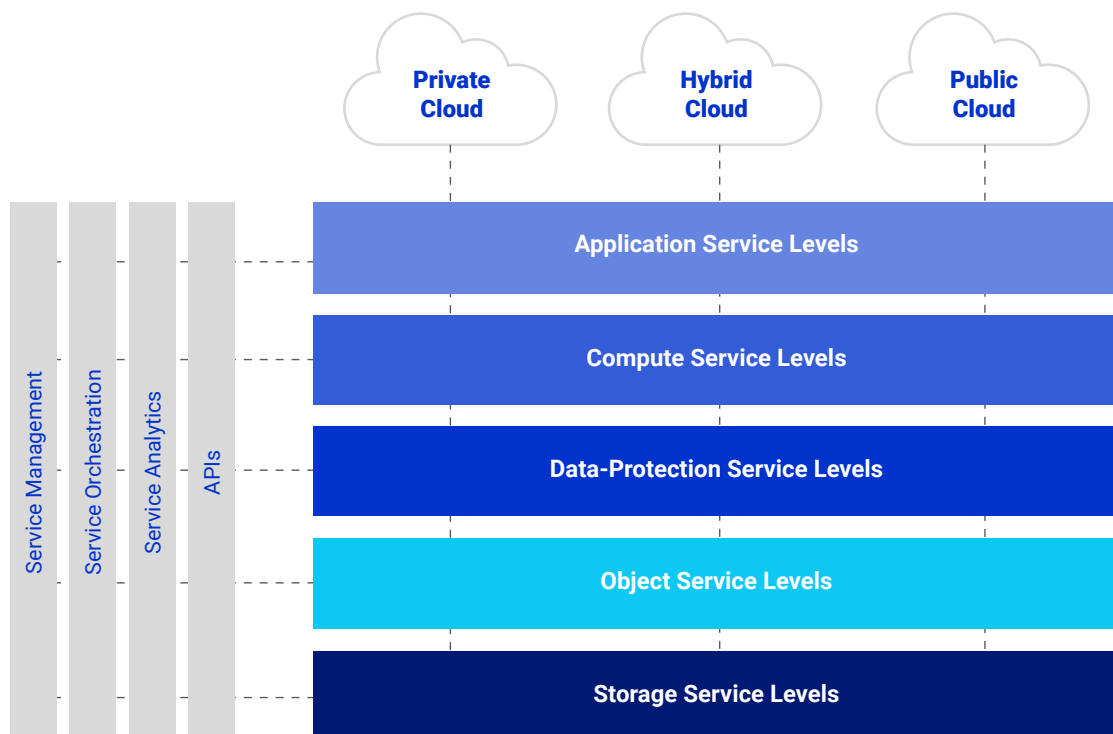 Private
Cloud
Hybrid
Cloud
Public
Cloud
Application Service Levels
Compute Service Levels
Data-Protection Service Levels
Object Service Levels
Storage Service Levels
Service Management
Service Orchestration
Service Analytics
APIs